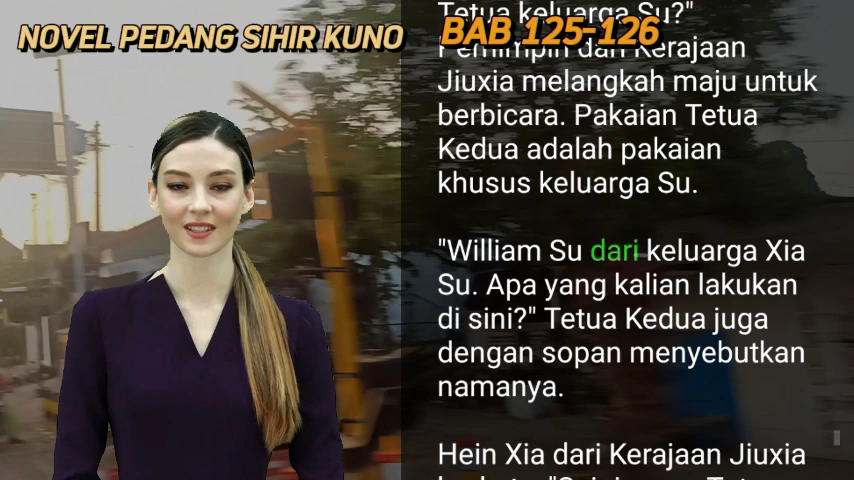 NOVEL PEDANG SIHIR KUNO
BAB 125-126
Tetua keluarga Su?"
Pemimpin dari Kerajaan
Jiuxia melangkah maju untuk
berbicara. Pakaian Tetua
Kedua adalah pakaian
khusus keluarga Su.
"William Su dari keluarga Xia
Su. Apa yang kalian lakukan
di sini?" Tetua Kedua juga
dengan sopan menyebutkan
namanya.
Hein Xia dari Kerajaan Jiuxia